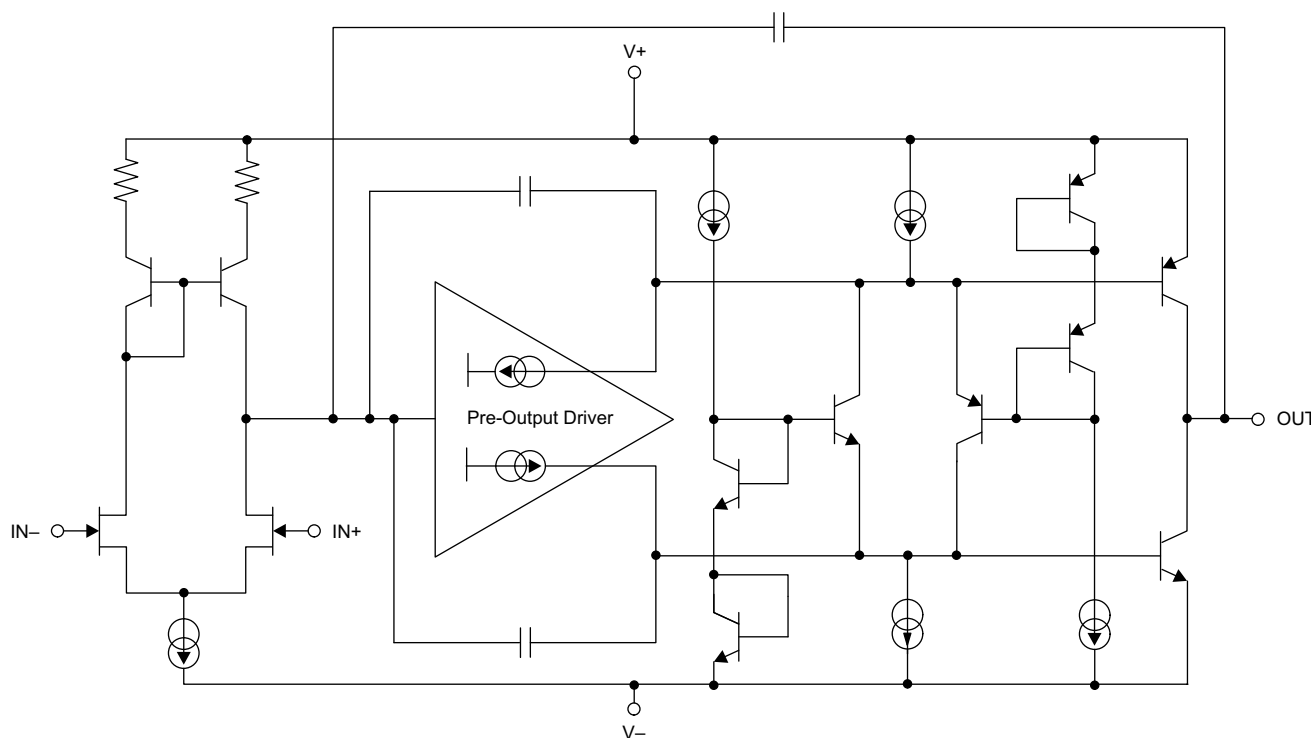 V+
Pre-Output Driver
OUT
IN–
IN+
V–